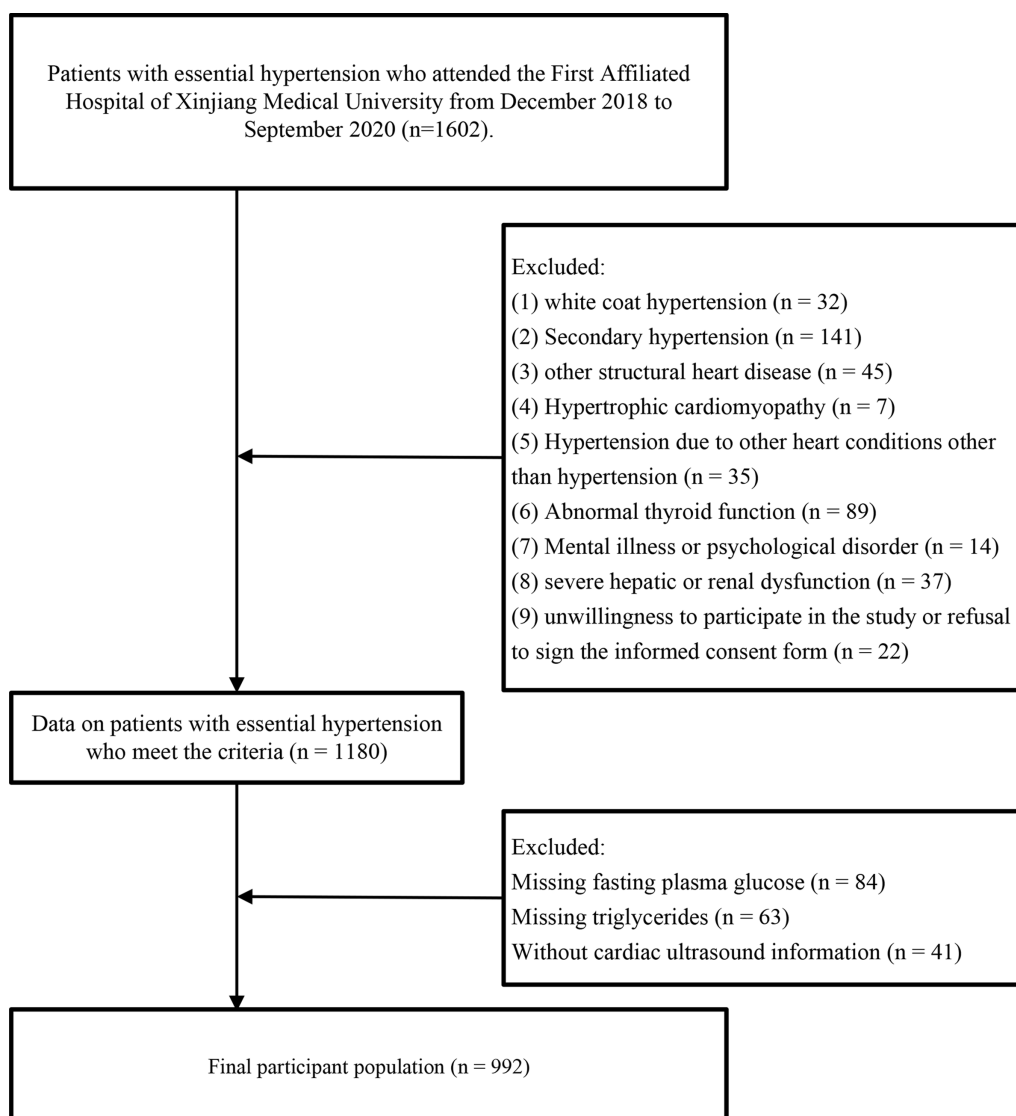 Patients with essential hypertension who attended the First Affiliated
Hospital of Xinjiang Medical University from December 2018 to
September 2020 (n=1602).
Excluded:
(1) white coat hypertension (n = 32)
(2) Secondary hypertension (n = 141)
(3) other structural heart disease (n = 45)
(4) Hypertrophic cardiomyopathy (n = 7)
(5) Hypertension due to other heart conditions other
than hypertension (n = 35)
(6) Abnormal thyroid function (n = 89)
(7) Mental illness or psychological disorder (n = 14)
(8) severe hepatic or renal dysfunction (n = 37)
(9) unwillingness to participate in the study or refusal
to sign the informed consent form (n = 22)
Data on patients with essential hypertension
who meet the criteria (n = 1180)
Excluded:
Missing fasting plasma glucose (n = 84)
Missing triglycerides (n = 63)
Without cardiac ultrasound information (n = 41)
Final participant population (n = 992)